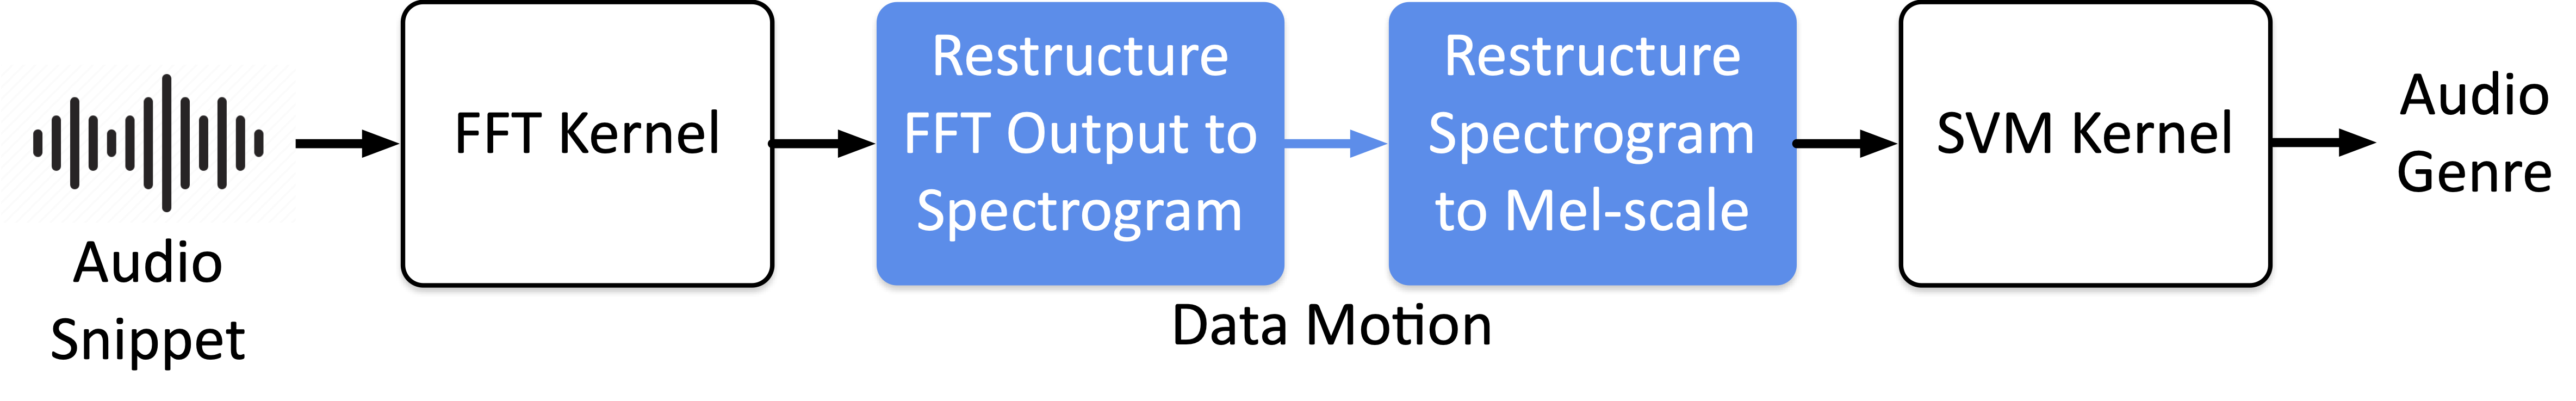 Audio
Snippet
FFT Kernel
Restructure
FFT Output to
Spectrogram
Restructure
Spectrogram
to Mel-scale
Data Motion
SVM Kernel
Audio
Genre